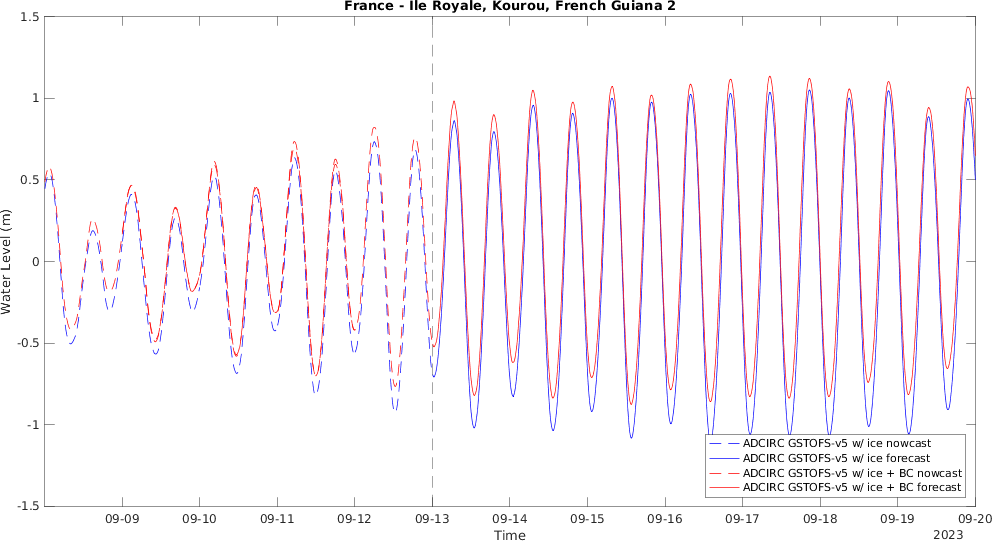 France - Ile Royale, Kourou, French Guiana 2
1.5
1
0.5
0
-0.5
-1
-1.5
Water Level (m)
ADCIRC GSTOFS-v5 w/ ice nowcast
ADCIRC GSTOFS-v5 w/ ice forecast
ADCIRC GSTOFS-v5 w/ ice + BC nowcast
ADCIRC GSTOFS-v5 w/ ice + BC forecast
09-09 09-10 09-11 09-12 09-13 09-14 09-15 09-16 09-17 09-18 09-19 09-20
Time
2023